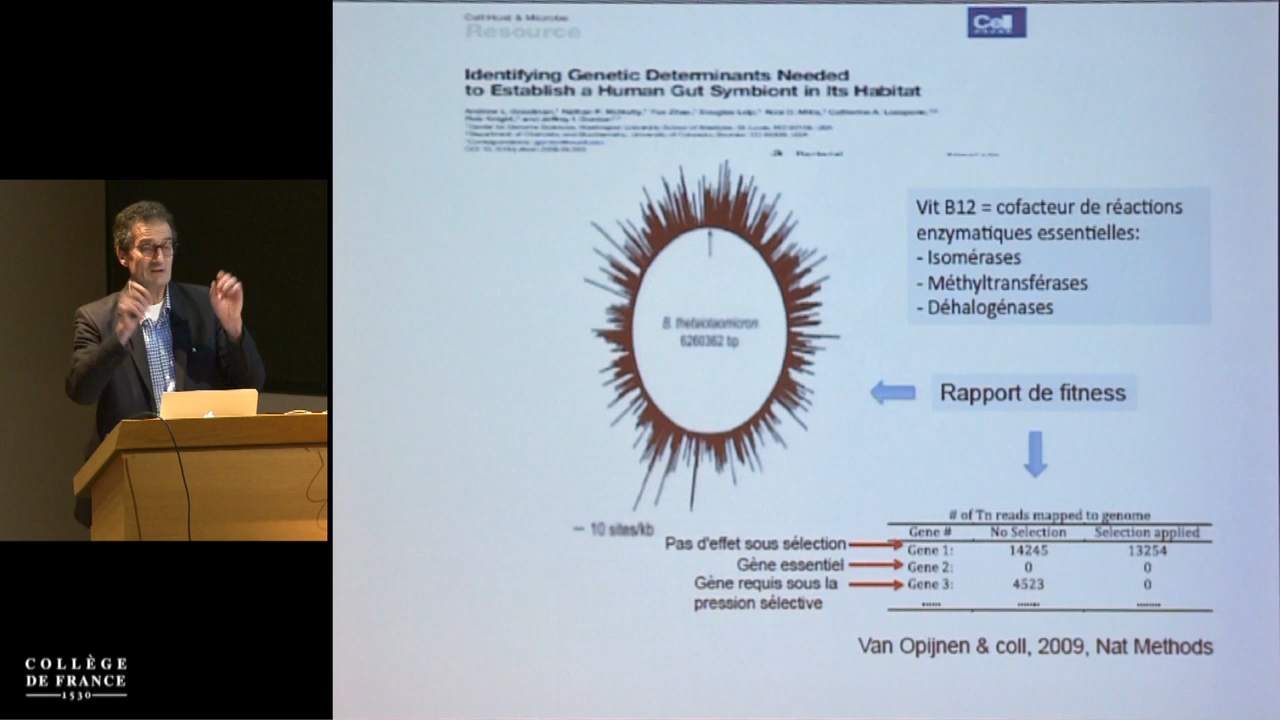 Cell Host & Microbe
Resource
Cell
PRESS
Identifying Genetic Determinants Needed
to Establish a Human Gut Symbiont in Its Habitat
B. thetaiotaomicron
6260362 bp
10 sites/kb
Vit B12 = cofacteur de réactions
enzymatiques essentielles:
- Isomérases
- Méthyltransférases
- Déhalogénases
Rapport de fitness
# of Tn reads mapped to genome
Gene # No Selection Selection applied
Pas d'effet sous sélection Gene 1: 14245 13254
Gène essentiel Gene 2: 0 0
Gène requis sous la Gene 3: 4523 0
pression sélective ..... ...... .......
Van Opijnen & coll, 2009, Nat Methods
COLLÈGE
DE FRANCE
1530